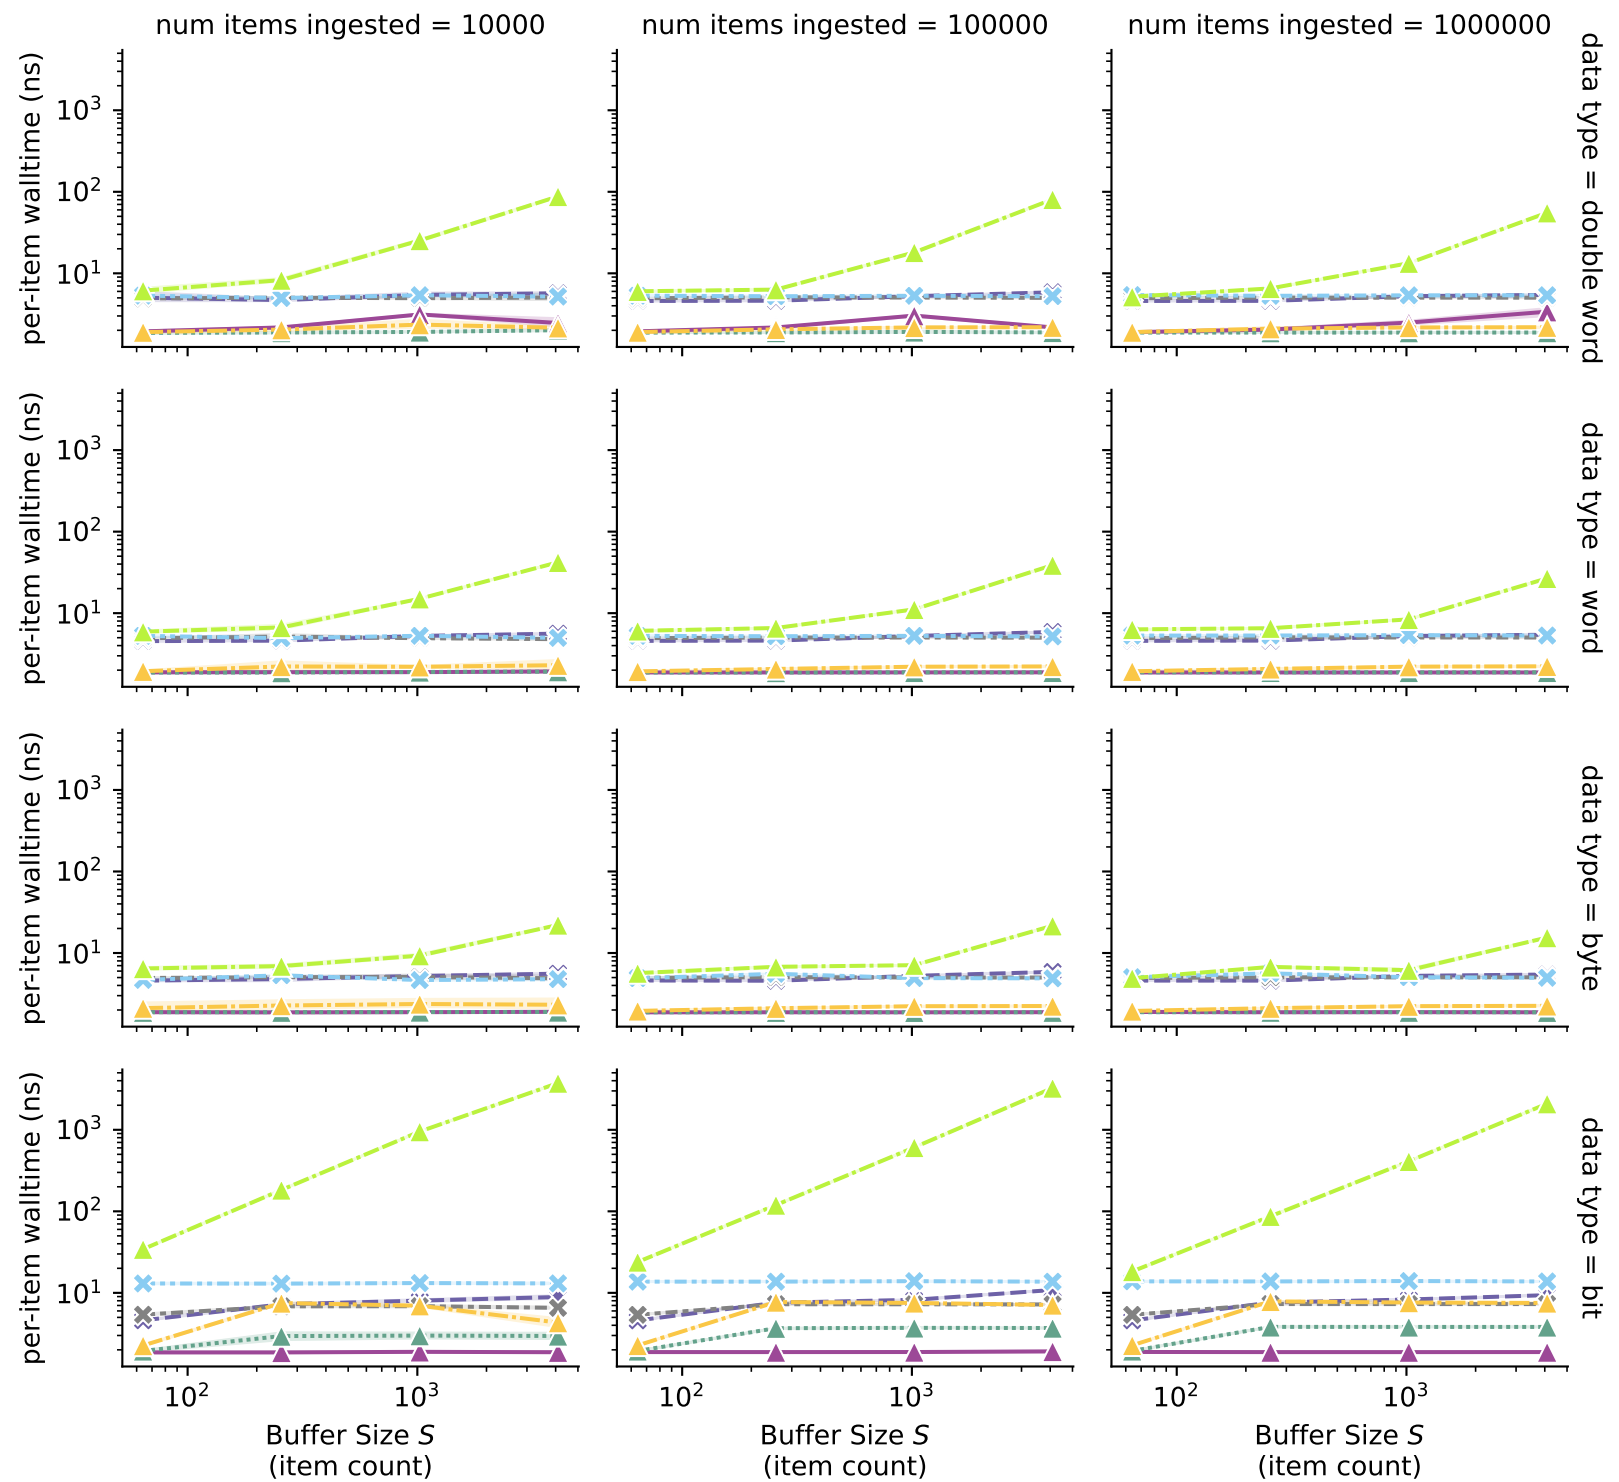 num items ingested = 10000
num items ingested = 100000
num items ingested = 1000000
per-item walltime (ns)
10³
10²
10¹
data type = double word
per-item walltime (ns)
10³
10²
10¹
data type = word
per-item walltime (ns)
10³
10²
10¹
data type = byte
per-item walltime (ns)
10³
10²
10¹
data type = bit
10² 10³
10² 10³
10² 10³
Buffer Size S
(item count)
Buffer Size S
(item count)
Buffer Size S
(item count)